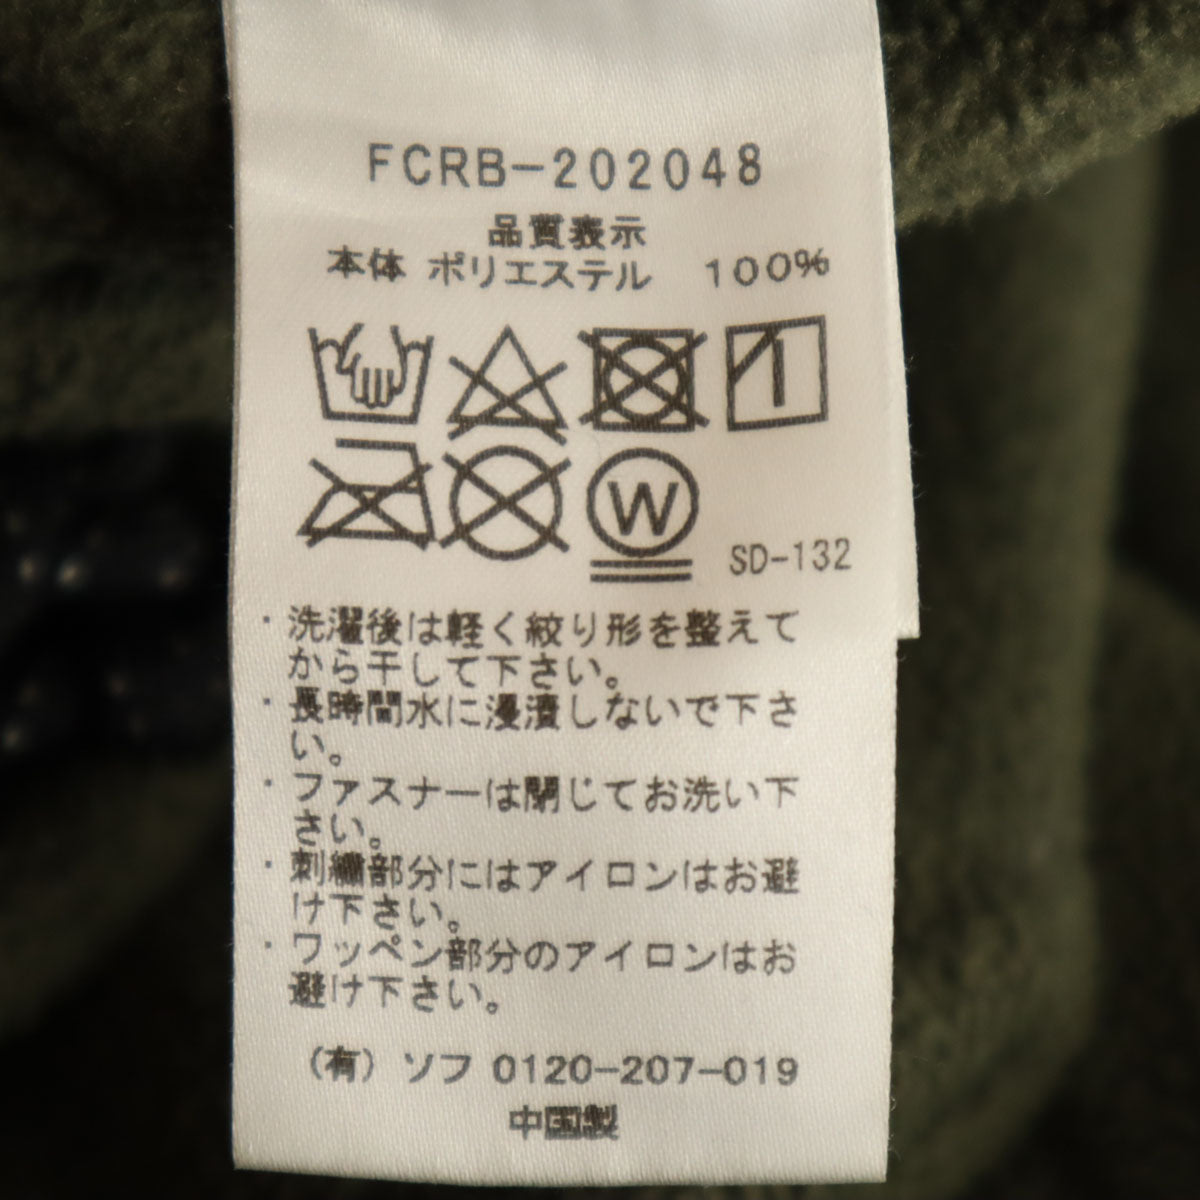 FCRB-202048
品質表示
本体 ポリエステル 100%
W
SD-132
・洗濯後は軽く絞り形を整えて
から干して下さい。
・長時間水に浸漬しないで下さ
い。
・ファスナーは閉じてお洗い下
さい。
・刺繍部分にはアイロンはお避
け下さい。
・ワッペン部分のアイロンはお
避け下さい。
(有) ソフ 0120-207-019
中国製